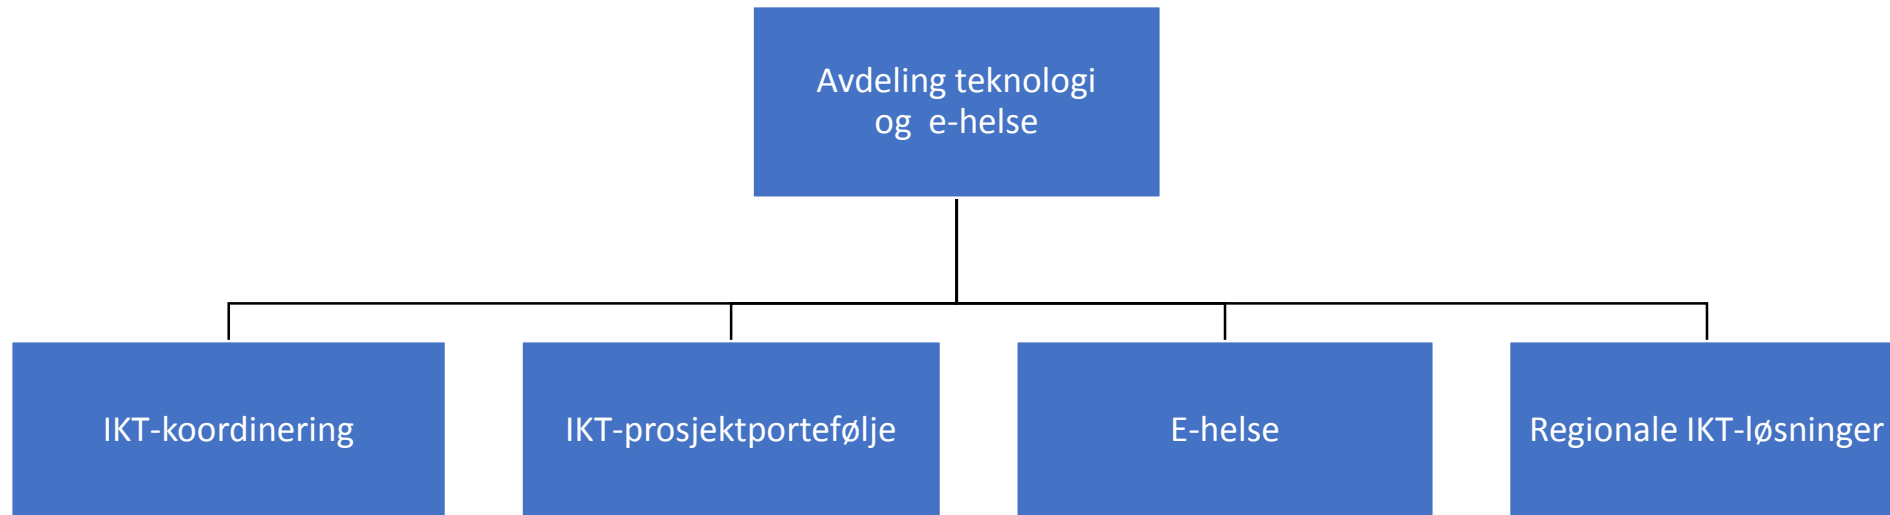 Avdeling teknologi
og  e-helse
IKT-koordinering
IKT-prosjektportefølje
E-helse
Regionale IKT-løsninger